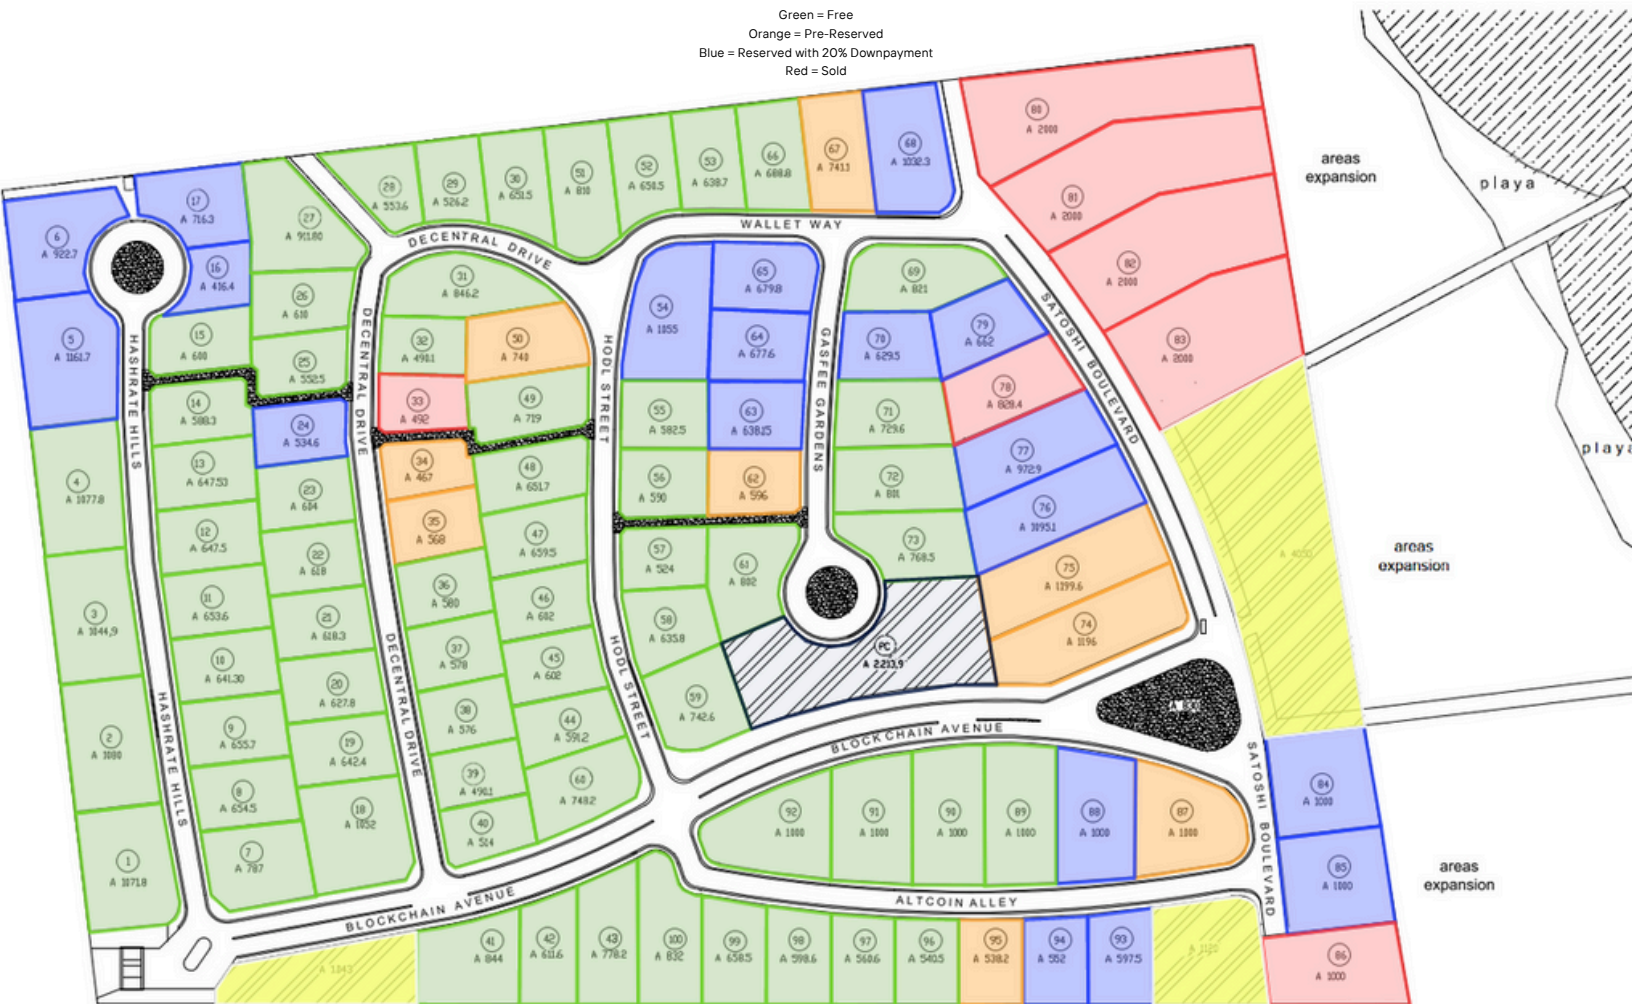 Green = Free
Orange = Pre-Reserved
Blue = Reserved with 20% Downpayment
Red = Sold
80
A 2000
81
A 2000
82
A 2000
83
A 2000
areas
expansion
playa
playa
areas
expansion
areas
expansion
6
A 922.7
5
A 1161.7
17
A 716.3
16
A 416.4
27
A 911.80
26
A 610
25
A 552.5
15
A 600
28
A 553.6
29
A 526.2
30
A 651.5
51
A 810
52
A 650.5
53
A 638.7
66
A 688.8
67
A 741.1
68
A 1032.3
DECENTRAL DRIVE
WALLET WAY
31
A 846.2
32
A 490.1
50
A 740
33
A 492
49
A 719
54
A 1055
65
A 679.8
64
A 677.6
55
A 582.5
63
A 638.15
56
A 590
62
A 596
69
A 821
70
A 629.5
79
A 662
78
A 828.4
71
A 729.6
77
A 972.9
72
A 801
76
A 1095.1
73
A 768.5
75
A 1199.6
74
A 1196
HASHRATE HILLS
DECENTRAL DRIVE
HODL STREET
GASFEE GARDENS
SATOSHI BOULEVARD
14
A 588.3
24
A 534.6
4
A 1077.8
13
A 647.53
23
A 604
12
A 647.5
22
A 618
3
A 1044,9
11
A 653.6
21
A 618.3
10
A 641.30
20
A 627.8
2
A 1080
9
A 655.7
19
A 642.4
8
A 654.5
18
A 1052
1
A 1071.8
7
A 787
34
A 467
48
A 651.7
35
A 568
47
A 659.5
36
A 580
46
A 602
37
A 578
45
A 602
38
A 576
44
A 591.2
39
A 490.1
60
A 748.2
40
A 514
57
A 524
61
A 802
58
A 635.8
59
A 742.6
PC
A 2213,9
HASHRATE HILLS
DECENTRAL DRIVE
HODL STREET
BLOCKCHAIN AVENUE
SATOSHI BOULEVARD
92
A 1000
91
A 1000
90
A 1000
89
A 1000
88
A 1000
87
A 1000
84
A 1000
85
A 1000
86
A 1000
BLOCKCHAIN AVENUE
ALTCOIN ALLEY
41
A 844
42
A 611.6
43
A 778.2
100
A 832
99
A 658.5
98
A 598.6
97
A 560.6
96
A 540.5
95
A 538.2
94
A 552
93
A 597.5